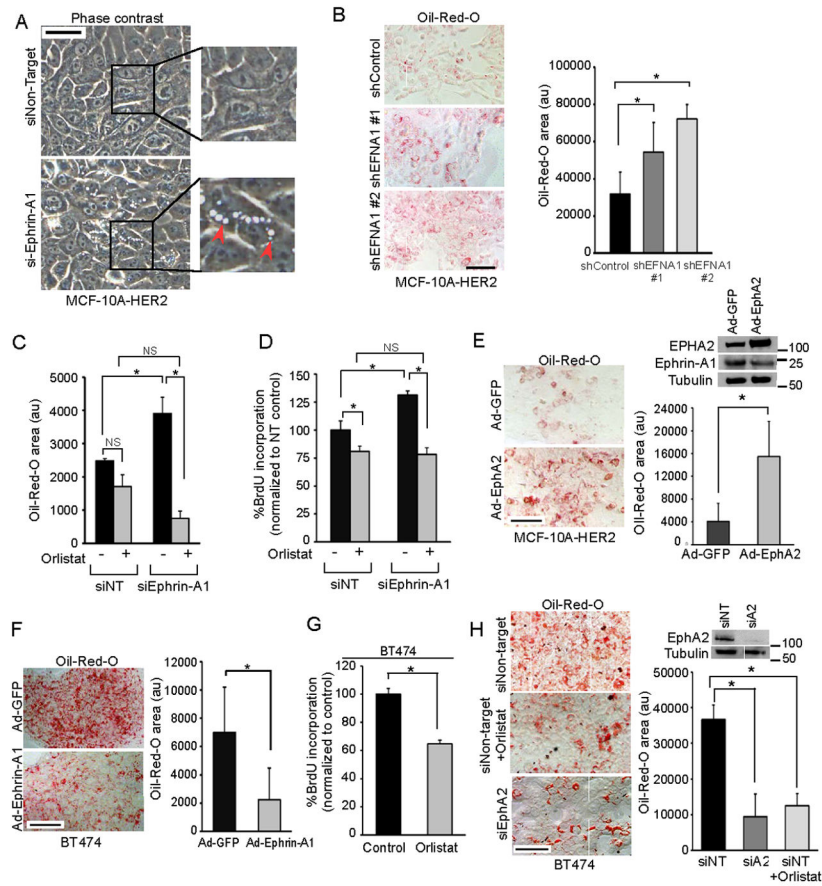 A
Phase contrast
siNon-Target
si-Ephrin-A1
MCF-10A-HER2
B
Oil-Red-O
shControl
shEFNA1 #1
shEFNA1 #2
MCF-10A-HER2
Oil-Red-O area (au)
100000
80000
60000
40000
20000
0
*
*
shControl shEFNA1 shEFNA1
#1 #2
C
Oil-Red-O area (au)
5000
4000
3000
2000
1000
0
NS
*
*
NS
Orlistat - + - +
siNT siEphrin-A1
D
%BrdU incorporation
(normalized to NT control)
150
125
100
75
50
25
0
NS
*
*
*
Orlistat - + - +
siNT siEphrin-A1
E
Oil-Red-O
Ad-GFP
Ad-EphA2
MCF-10A-HER2
Ad-GFP
Ad-EphA2
EPHA2 100
Ephrin-A1 25
Tubulin 50
OIl-Red-O area (au)
24000
20000
16000
12000
8000
4000
0
*
Ad-GFP Ad-EphA2
F
Oil-Red-O
Ad-GFP
Ad-Ephrin-A1
BT474
Oil-Red-O area (au)
12000
10000
8000
6000
4000
2000
0
*
Ad-GFP Ad-Ephrin-A1
G
BT474
%BrdU incorporation
(normalized to control)
120
100
80
60
40
20
0
*
Control Orlistat
H
Oil-Red-O
siNon-target
siNon-target
+Orlistat
siEphA2
BT474
siNT
siA2
EphA2 100
Tubulin 50
Oil-Red-O area (au)
50000
40000
30000
20000
10000
0
*
*
siNT siA2 siNT
+Orlistat